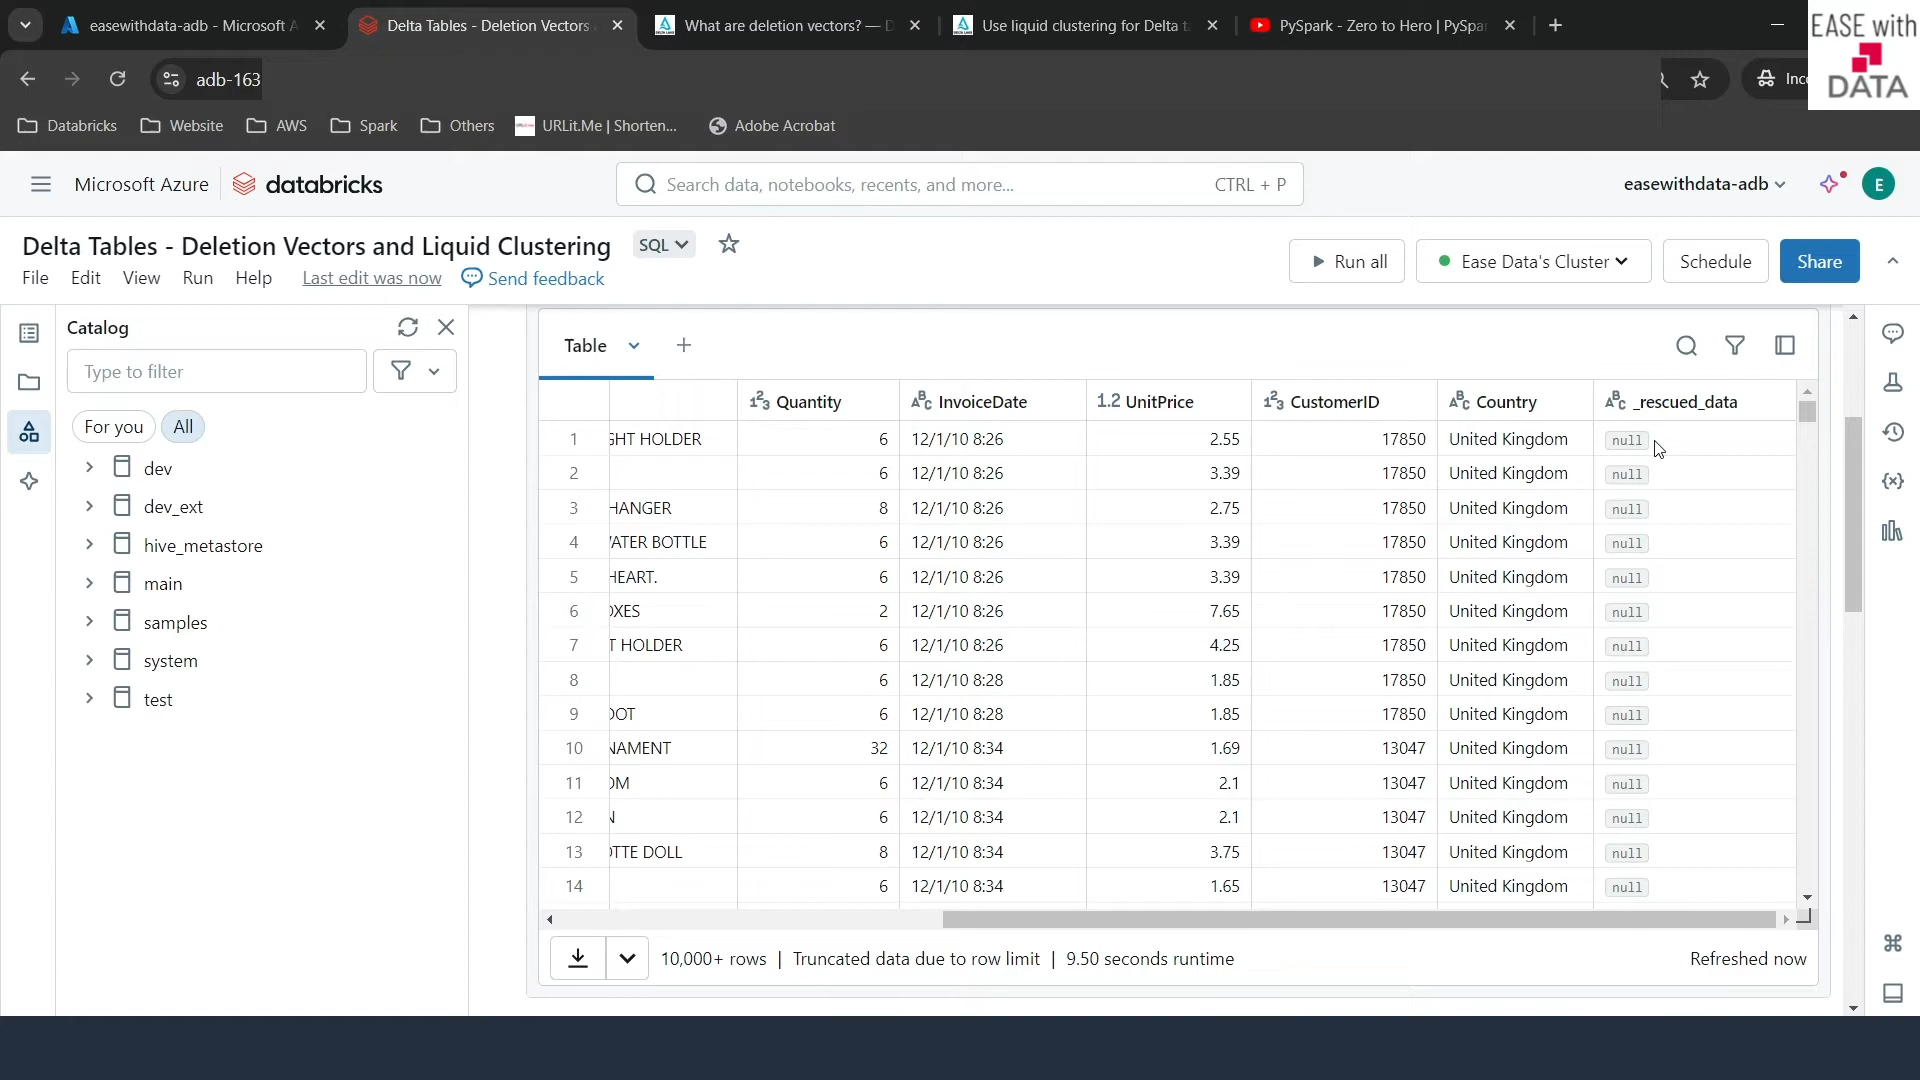 easewithdata-adb - Microsoft A
Delta Tables - Deletion Vectors
What are deletion vectors? — D
Use liquid clustering for Delta t
PySpark - Zero to Hero | PySpar
EASE with
DATA
adb-163
Databricks
Website
AWS
Spark
Others
URLit.Me | Shorten...
Adobe Acrobat
Microsoft Azure
databricks
Search data, notebooks, recents, and more...
CTRL + P
easewithdata-adb
E
Delta Tables - Deletion Vectors and Liquid Clustering
SQL
File Edit View Run Help Last edit was now Send feedback
Run all
Ease Data's Cluster
Schedule
Share
Catalog
Type to filter
For you
All
dev
dev_ext
hive_metastore
main
samples
system
test
Table
Quantity InvoiceDate 1.2 UnitPrice CustomerID Country _rescued_data
1 GHT HOLDER 6 12/1/10 8:26 2.55 17850 United Kingdom null
2 6 12/1/10 8:26 3.39 17850 United Kingdom null
3 HANGER 8 12/1/10 8:26 2.75 17850 United Kingdom null
4 VATER BOTTLE 6 12/1/10 8:26 3.39 17850 United Kingdom null
5 HEART. 6 12/1/10 8:26 3.39 17850 United Kingdom null
6 OXES 2 12/1/10 8:26 7.65 17850 United Kingdom null
7 T HOLDER 6 12/1/10 8:26 4.25 17850 United Kingdom null
8 6 12/1/10 8:28 1.85 17850 United Kingdom null
9 OOT 6 12/1/10 8:28 1.85 17850 United Kingdom null
10 NAMENT 32 12/1/10 8:34 1.69 13047 United Kingdom null
11 OM 6 12/1/10 8:34 2.1 13047 United Kingdom null
12 N 6 12/1/10 8:34 2.1 13047 United Kingdom null
13 OTTE DOLL 8 12/1/10 8:34 3.75 13047 United Kingdom null
14 6 12/1/10 8:34 1.65 13047 United Kingdom null
10,000+ rows | Truncated data due to row limit | 9.50 seconds runtime
Refreshed now